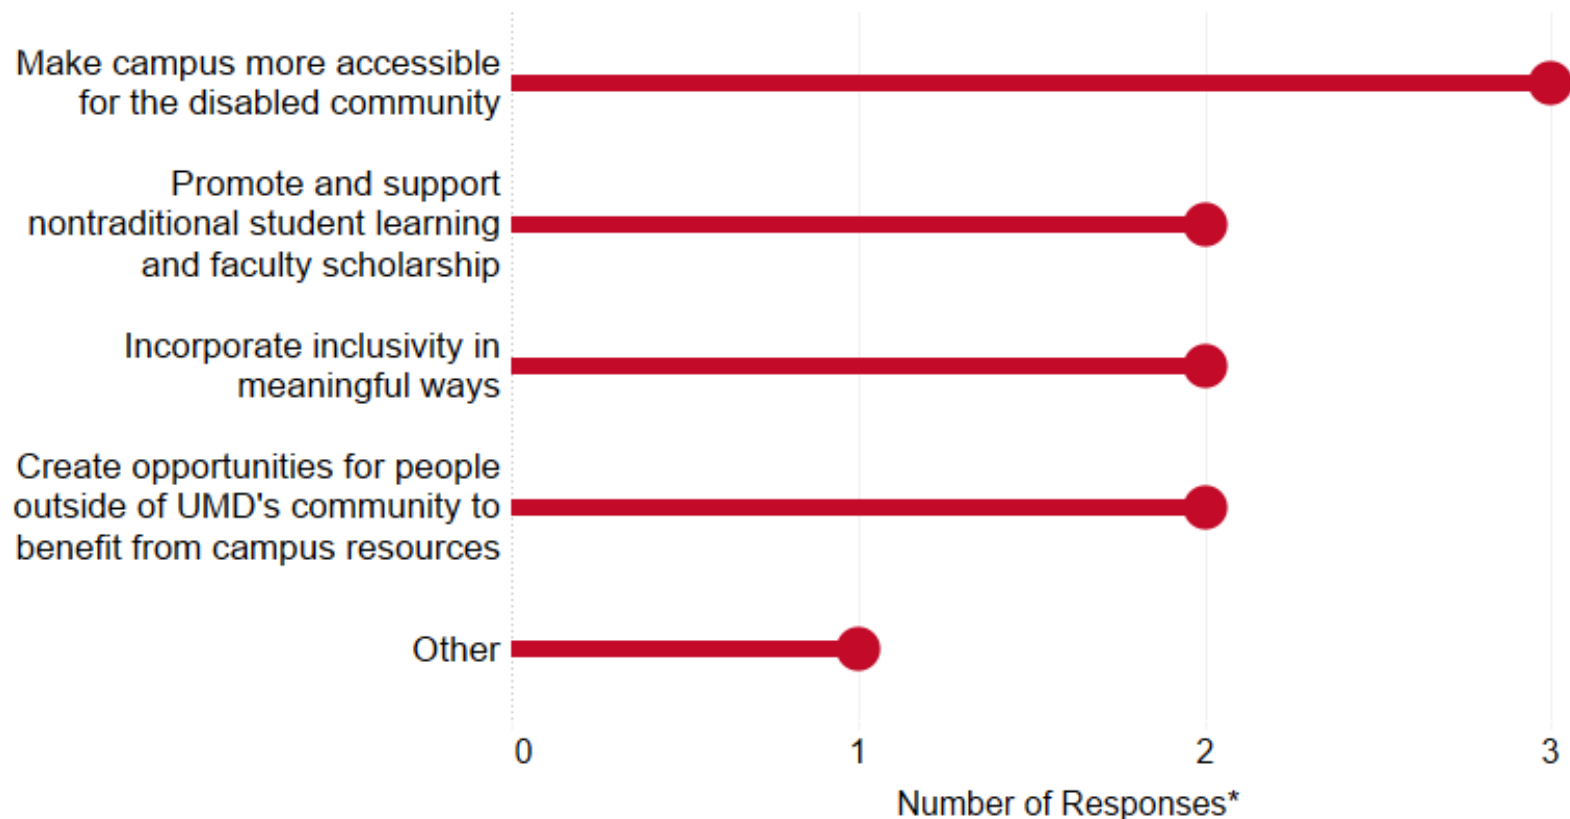 Make campus more accessible
for the disabled community
Promote and support
nontraditional student learning
and faculty scholarship
Incorporate inclusivity in
meaningful ways
Create opportunities for people
outside of UMD's community to
benefit from campus resources
Other
0 1 2 3
Number of Responses*